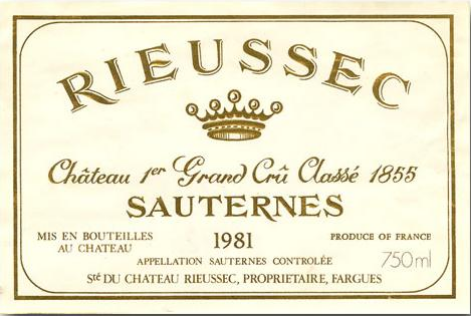 RIEUSSEC
Château 1er Grand Crû Classé 1855
SAUTERNES
MIS EN BOUTEILLES
AU CHATEAU
1981
PRODUCE OF FRANCE
APPELLATION SAUTERNES CONTROLÉE
750ml
Sté DU CHATEAU RIEUSSEC, PROPRIETAIRE, FARGUES